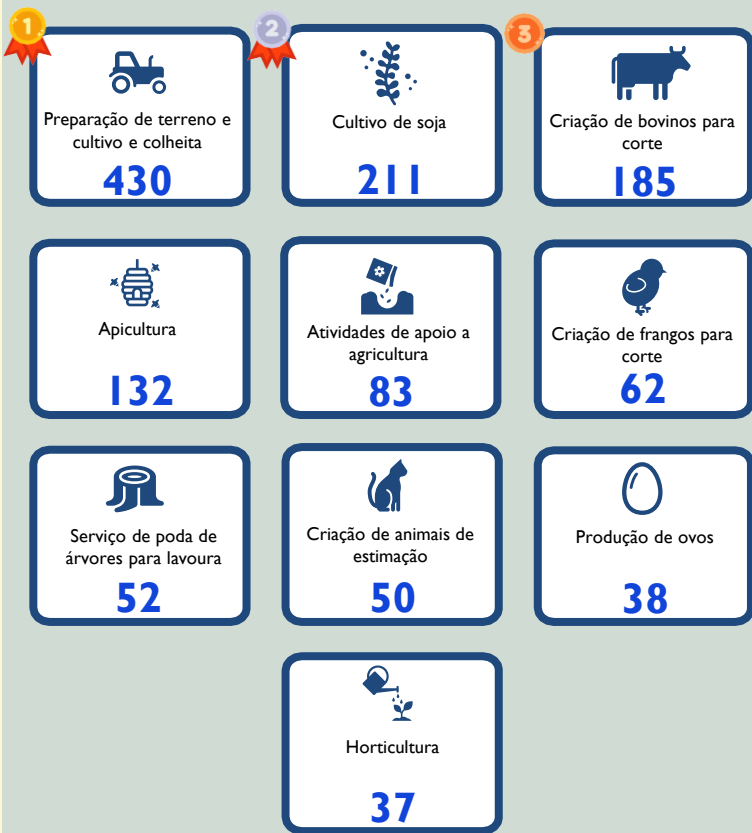 1
2
3
Preparação de terreno e
cultivo e colheita
430
Cultivo de soja
211
Criação de bovinos para
corte
185
Apicultura
132
Atividades de apoio a
agricultura
83
Criação de frangos para
corte
62
Serviço de poda de
árvores para lavoura
52
Criação de animais de
estimação
50
Produção de ovos
38
Horticultura
37